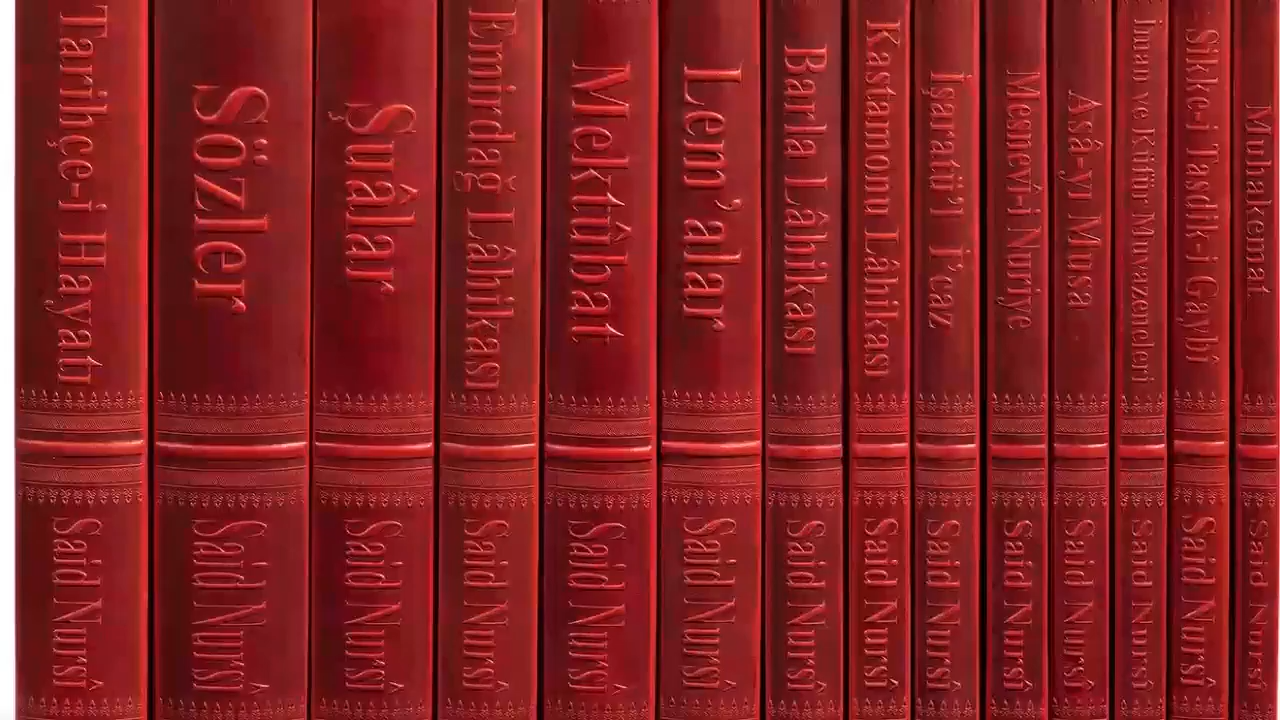 Tarihçe-i Hayatı
Said Nursî
Sözler
Said Nursî
Şuâlar
Said Nursî
Emirdağ Lâhikası
Said Nursî
Mektûbat
Said Nursî
Lem'alar
Said Nursî
Barla Lâhikası
Said Nursî
Kastamonu Lâhikası
Said Nursî
İşaratü'l İ'caz
Said Nursî
Mesnevî-i Nuriye
Said Nursî
Asâ-yı Musa
Said Nursî
İman ve Küfür Muvazeneleri
Said Nursî
Sikke-i Tasdik-i Gaybî
Said Nursî
Muhakemat
Said Nursî